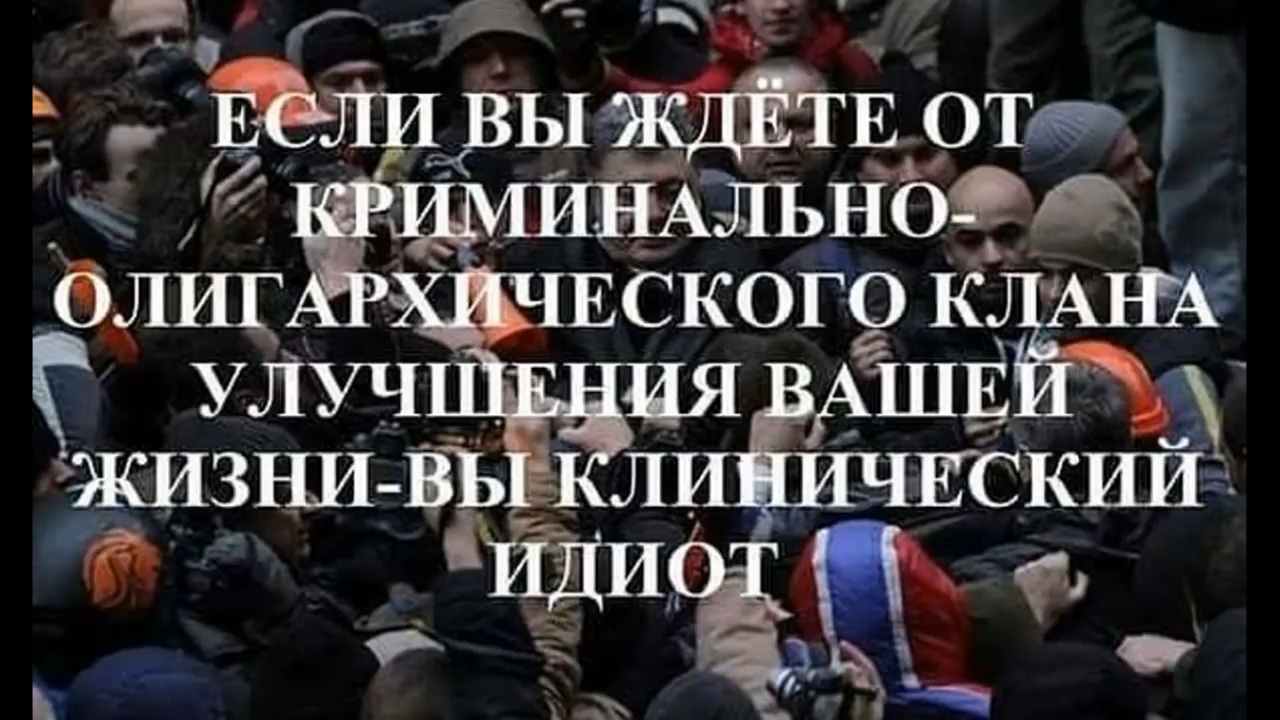 ЕСЛИ ВЫ ЖДЁТЕ ОТ
КРИМИНАЛЬНО-
ОЛИГАРХИЧЕСКОГО КЛАНА
УЛУЧШЕНИЯ ВАШЕЙ
ЖИЗНИ-ВЫ КЛИНИЧЕСКИЙ
ИДИОТ